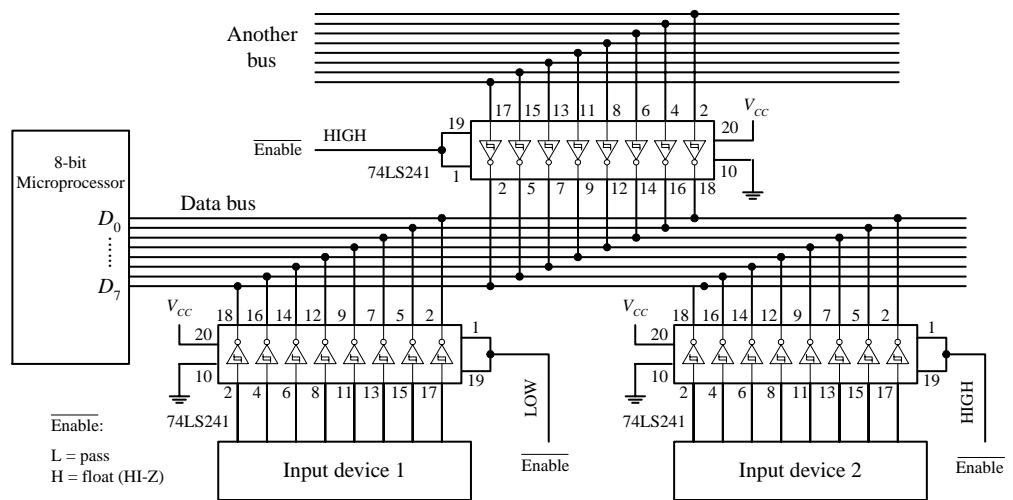 Another
bus
17 15 13 11 8 6 4 2
V_CC
20
19
HIGH
Enable
10
74LS241
1
2 5 7 9 12 14 16 18
8-bit
Microprocessor
Data bus
D_0
D_7
V_CC
18 16 14 12 9 7 5 2
20
1
10
19
2 4 6 8 11 13 15 17
74LS241
LOW
Input device 1
Enable
V_CC
18 16 14 12 9 7 5 2
20
1
10
19
2 4 6 8 11 13 15 17
74LS241
HIGH
Input device 2
Enable
Enable:
L = pass
H = float (HI-Z)